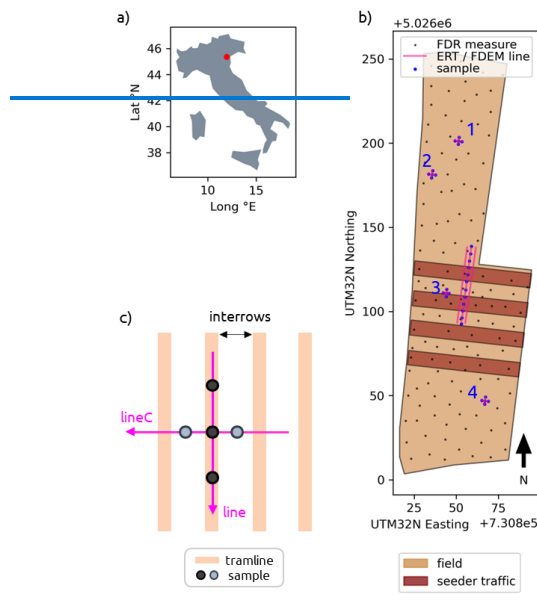 a)
46
44
42
40
38
Lat °N
10
15
Long °E
b)
+5.026e6
FDR measure
ERT / FDEM line
sample
250
200
150
100
50
0
UTM32N Northing
1
2
3
4
N
25
50
75
UTM32N Easting +7.308e5
field
seeder traffic
c)
interrows
lineC
line
tramline
sample